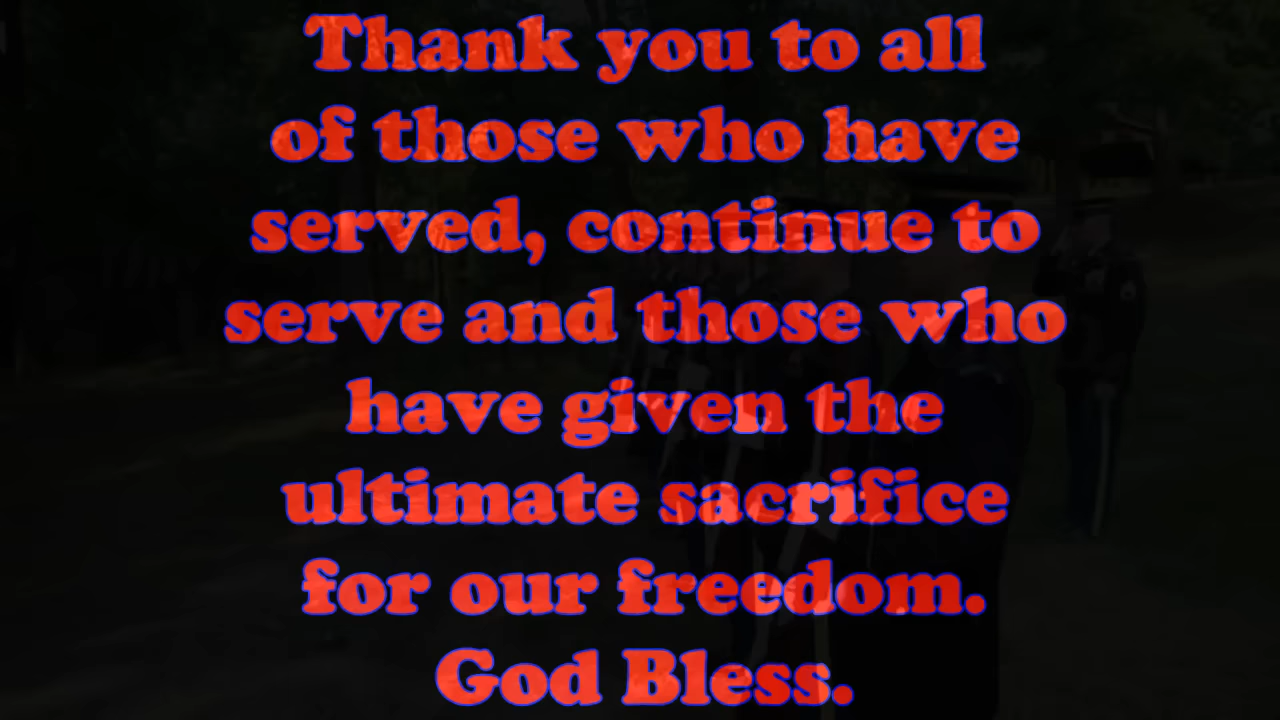 Thank you to all
of those who have
served, continue to
serve and those who
have given the
ultimate sacrifice
for our freedom.
God Bless.